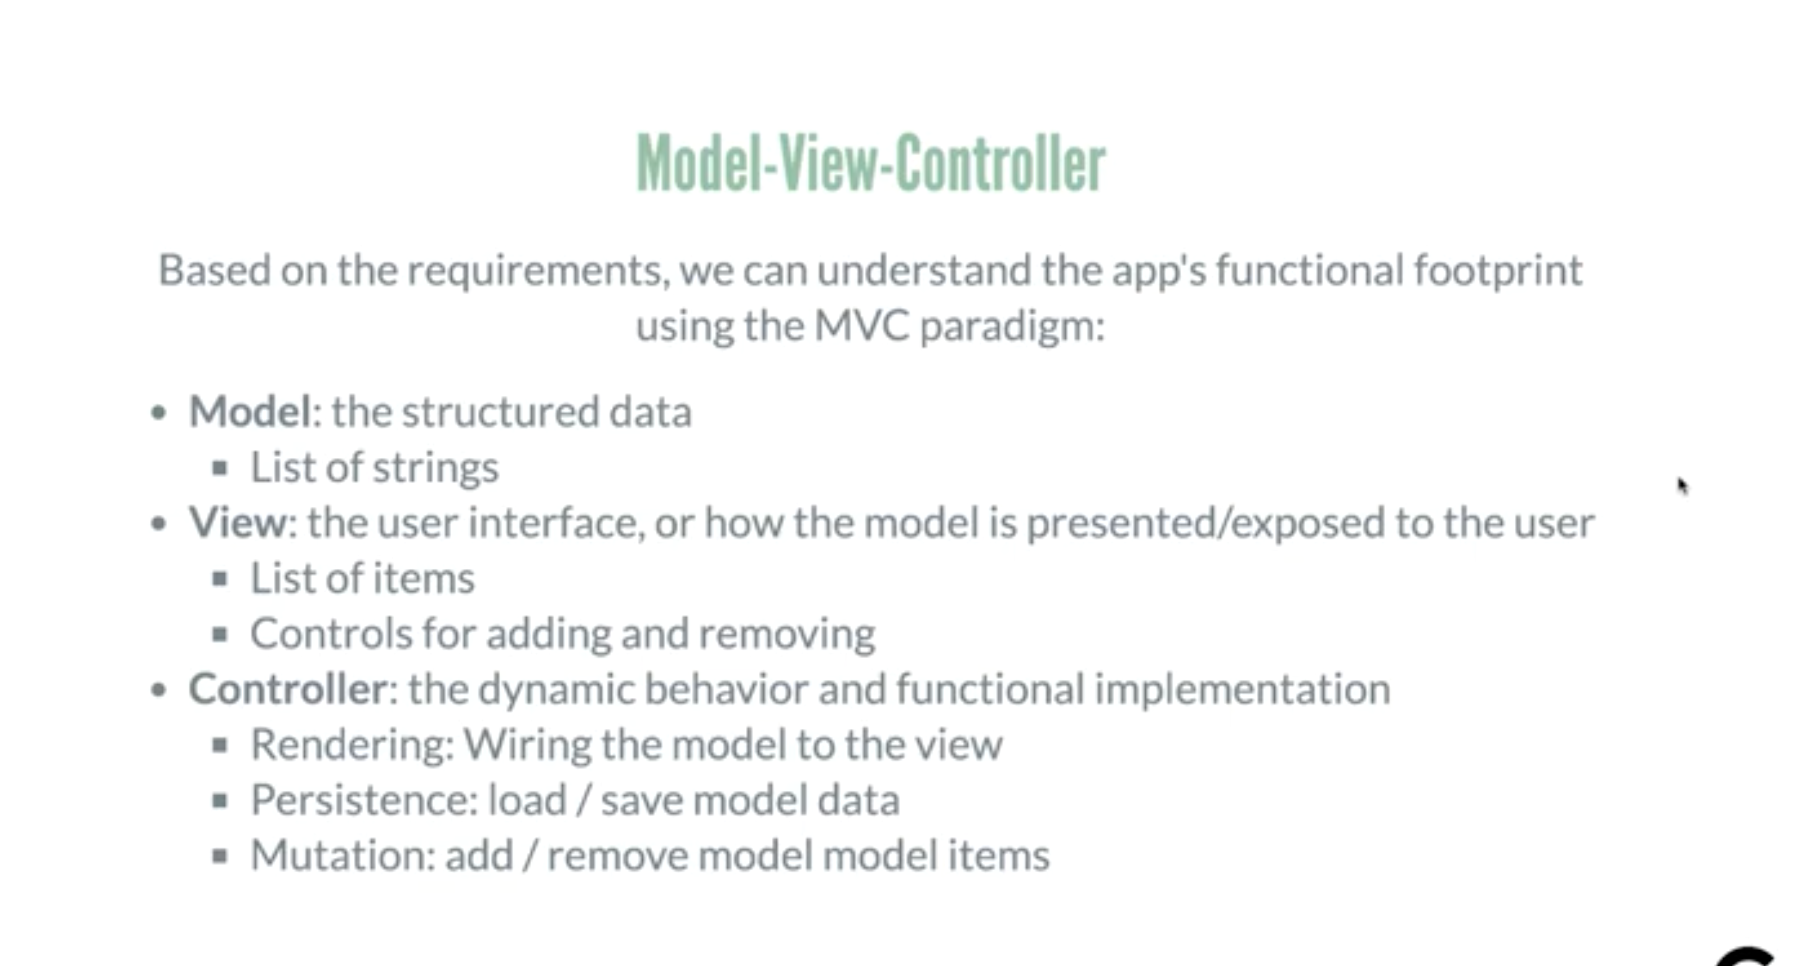 Model-View-Controller
Based on the requirements, we can understand the app's functional footprint
using the MVC paradigm:
• Model: the structured data
▪ List of strings
• View: the user interface, or how the model is presented/exposed to the user
▪ List of items
▪ Controls for adding and removing
• Controller: the dynamic behavior and functional implementation
▪ Rendering: Wiring the model to the view
▪ Persistence: load / save model data
▪ Mutation: add / remove model model items